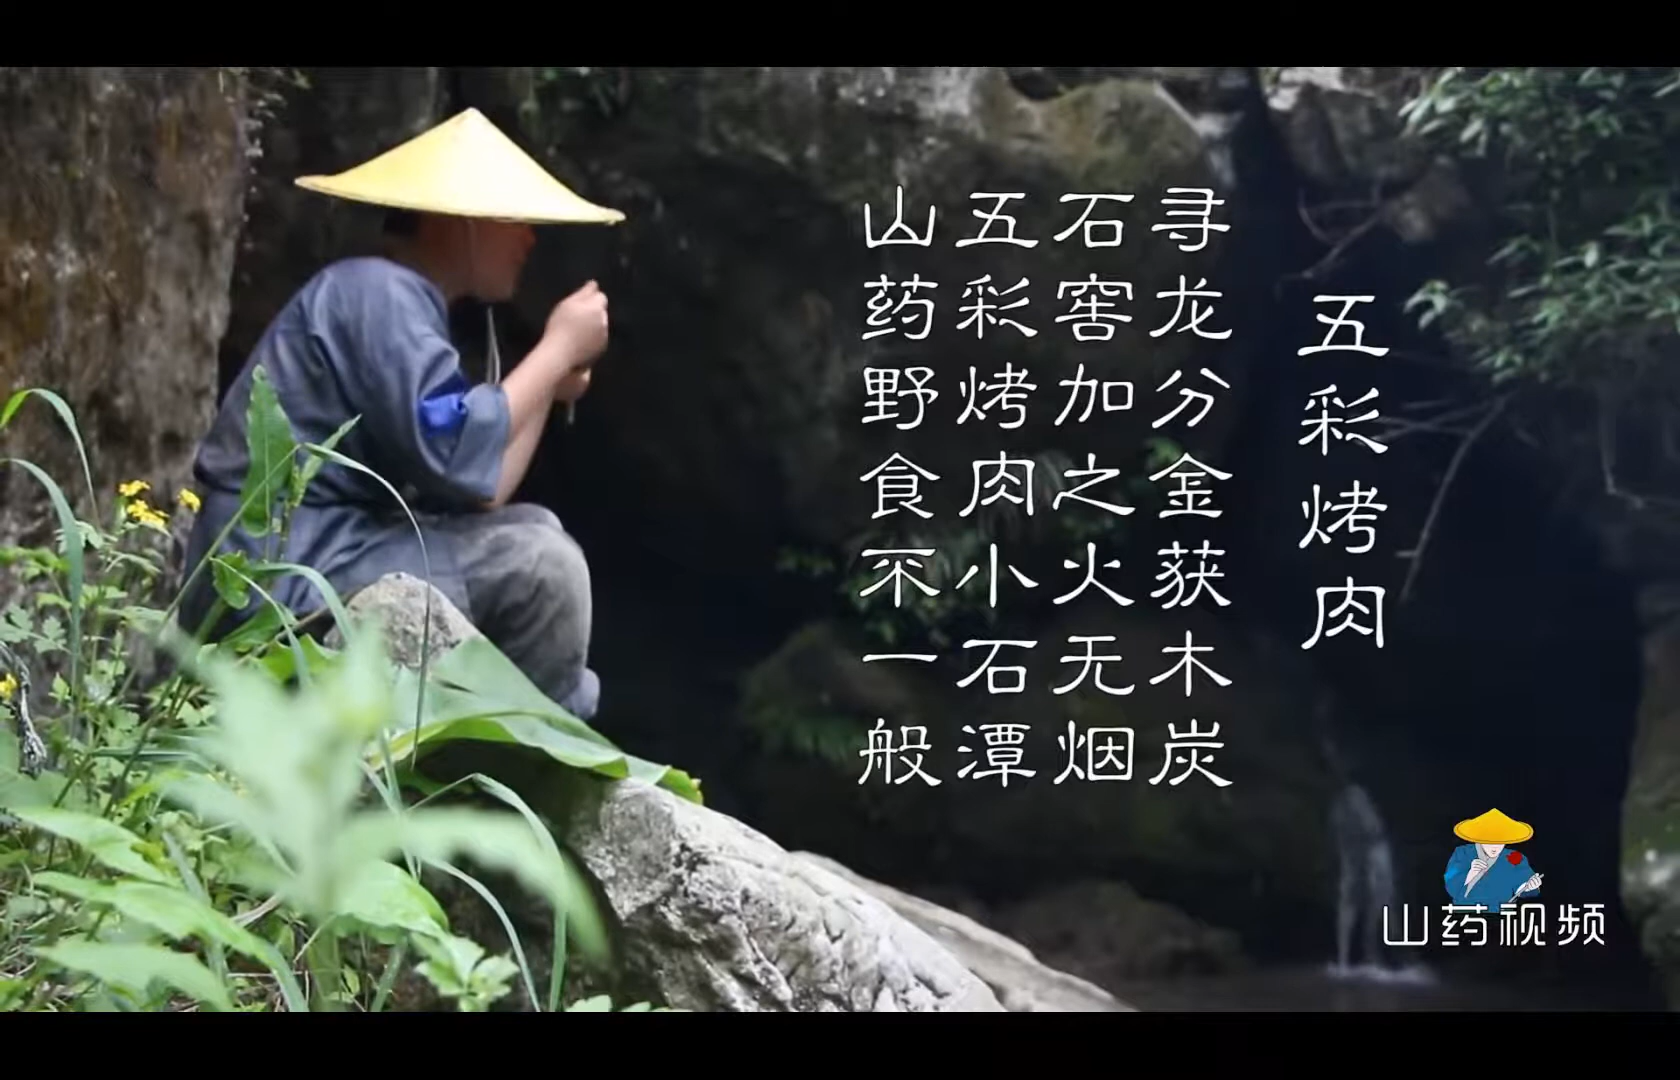 五彩烤肉
寻龙分金获木炭
石窖加之火无烟
五彩烤肉小石潭
山药野食不一般
山药视频